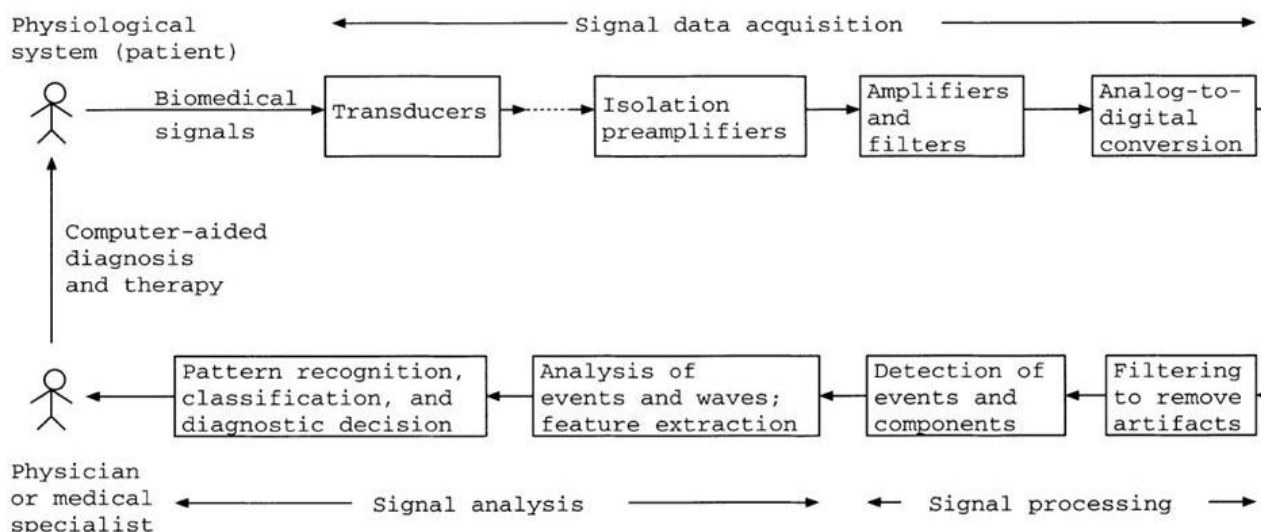 Physiological
system (patient)
Signal data acquisition
Biomedical
signals
Transducers
Isolation
preamplifiers
Amplifiers
and
filters
Analog-to-
digital
conversion
Computer-aided
diagnosis
and therapy
Pattern recognition,
classification, and
diagnostic decision
Analysis of
events and waves;
feature extraction
Detection of
events and
components
Filtering
to remove
artifacts
Physician
or medical
specialist
Signal analysis
Signal processing